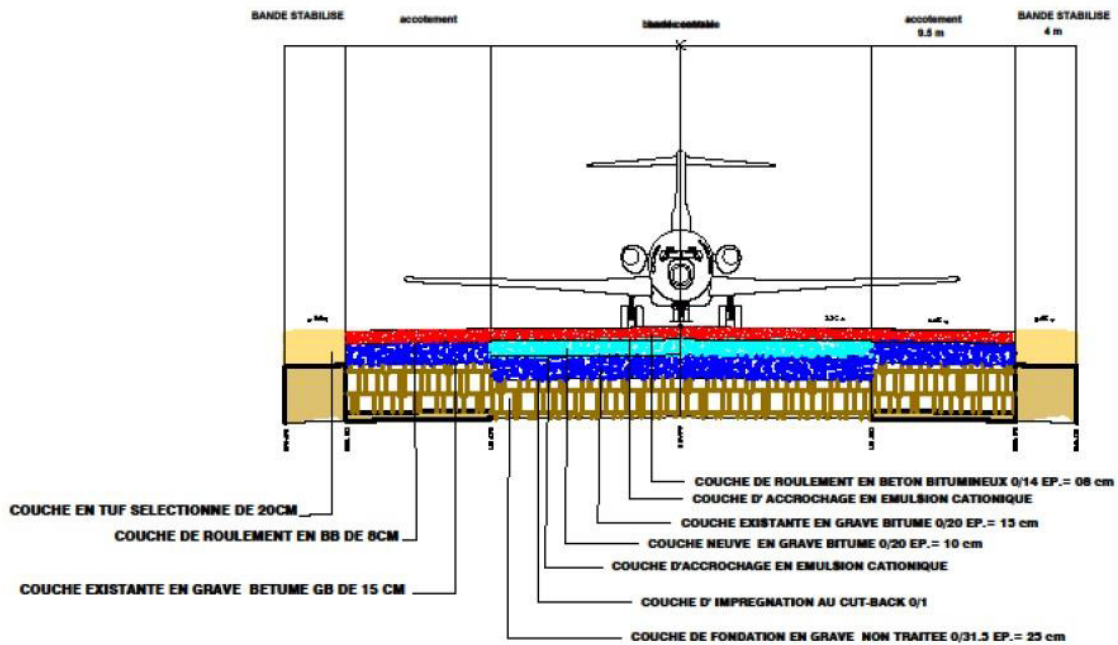 BANDE STABILISE
accotement
accotement
9.5 m
BANDE STABILISE
4 m
COUCHE EN TUF SELECTIONNE DE 20CM
COUCHE DE ROULEMENT EN BB DE 8CM
COUCHE EXISTANTE EN GRAVE BETUME GB DE 15 CM
COUCHE DE ROULEMENT EN BETON BITUMINEUX 0/14 EP.= 08 cm
COUCHE D' ACCROCHAGE EN EMULSION CATIONIQUE
COUCHE EXISTANTE EN GRAVE BITUME 0/20 EP.= 15 cm
COUCHE NEUVE EN GRAVE BITUME 0/20 EP.= 10 cm
COUCHE D'ACCROCHAGE EN EMULSION CATIONIQUE
COUCHE D' IMPREGNATION AU CUT-BACK 0/1
COUCHE DE FONDATION EN GRAVE NON TRAITEE 0/31.5 EP.= 25 cm